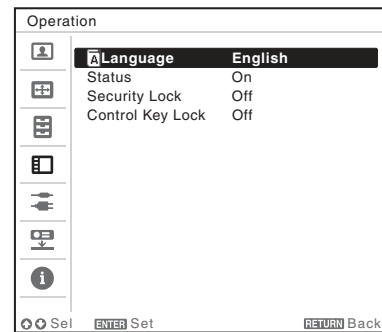 Operation
Language English
Status On
Security Lock Off
Control Key Lock Off
Sel ENTER Set RETURN Back